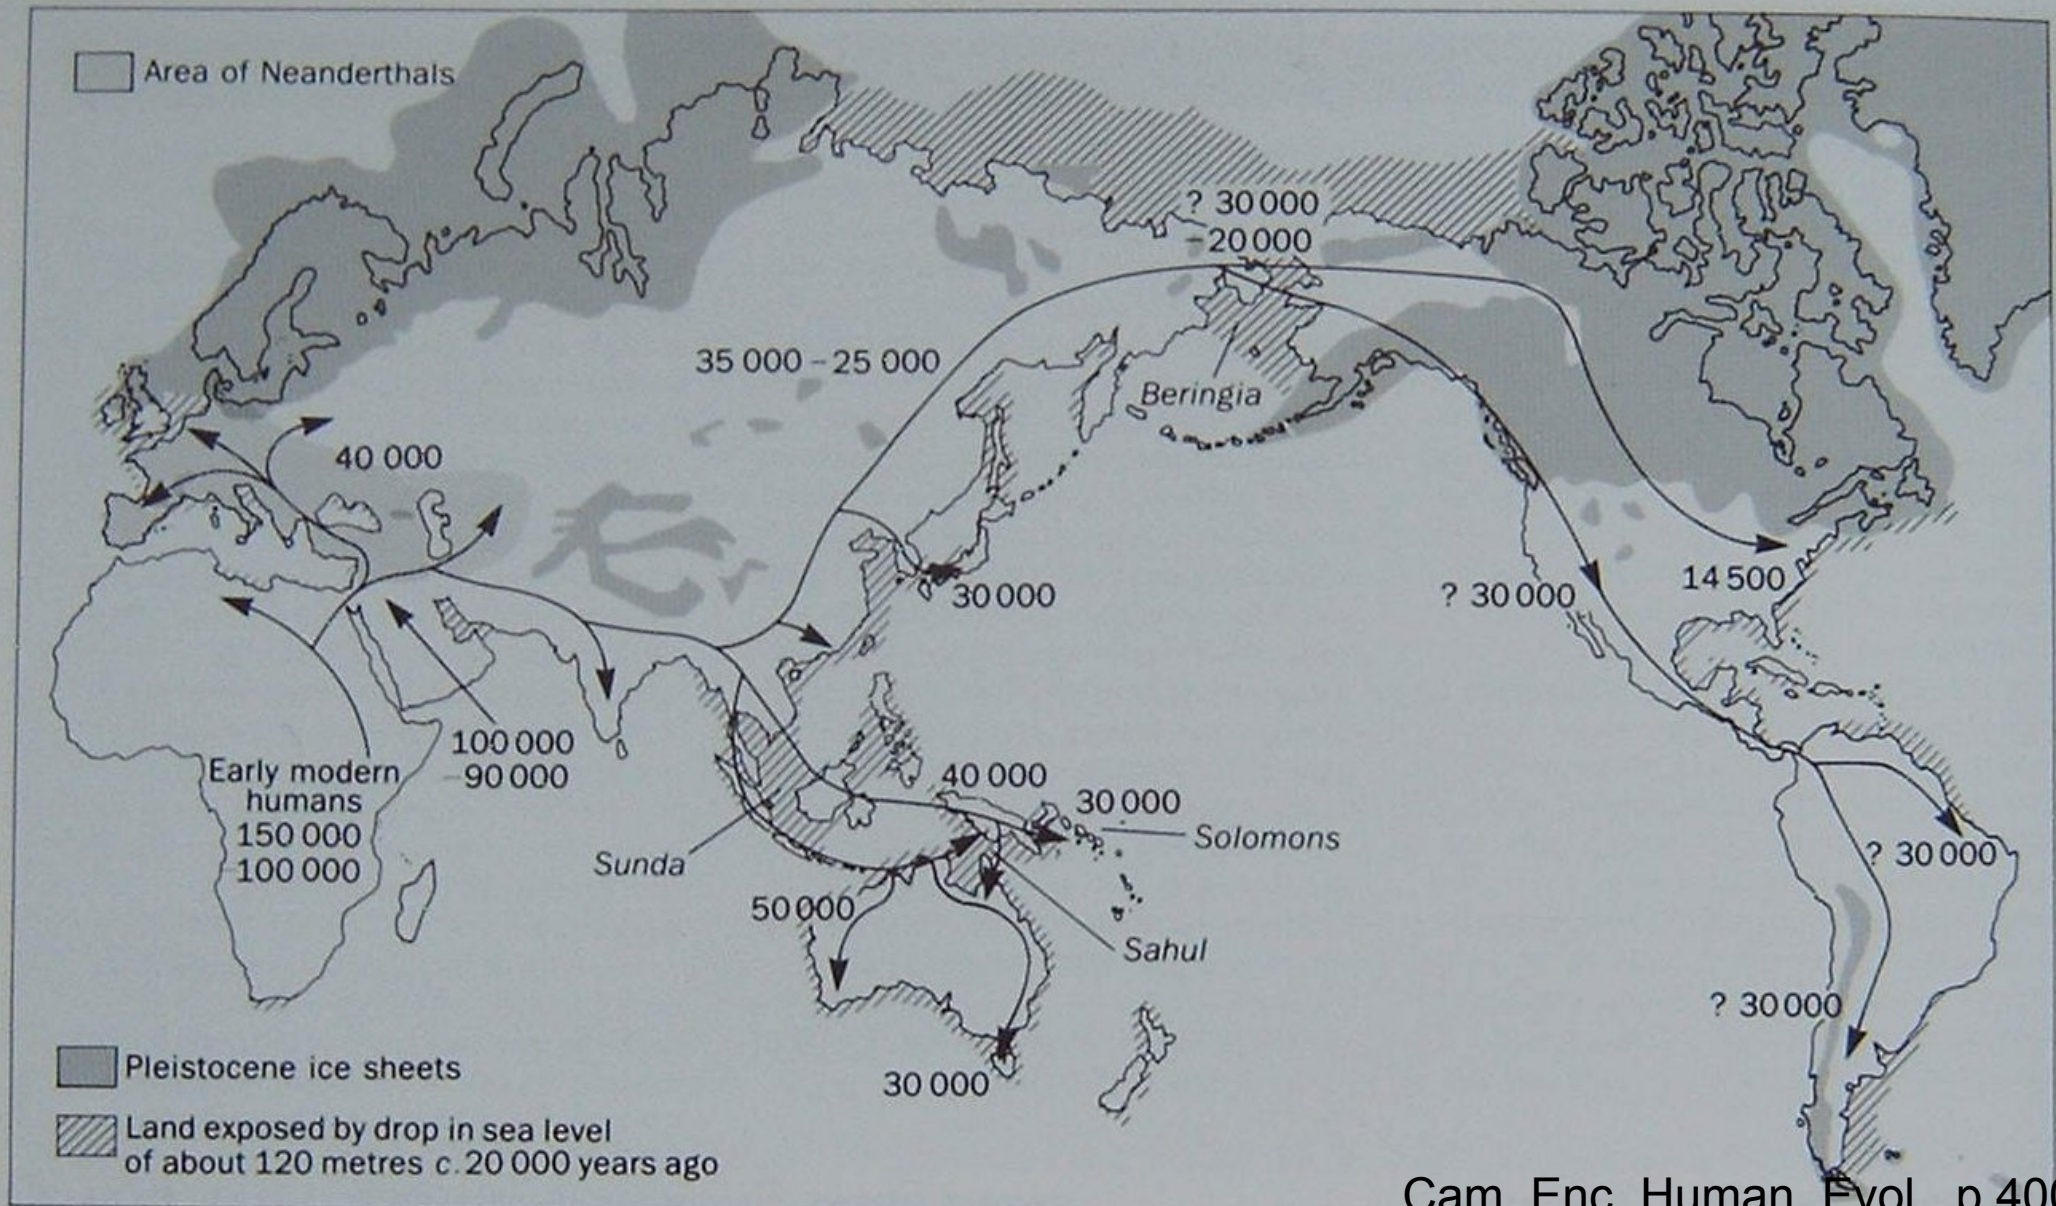 Area of Neanderthals
? 30 000
–20 000
35 000 – 25 000
Beringia
40 000
30 000
? 30 000
14 500
100 000
–90 000
Early modern
humans
150 000
–100 000
40 000
30 000
Solomons
Sunda
50 000
Sahul
? 30 000
? 30 000
30 000
Pleistocene ice sheets
Land exposed by drop in sea level
of about 120 metres c. 20 000 years ago
Cam. Enc. Human. Evol., p.400